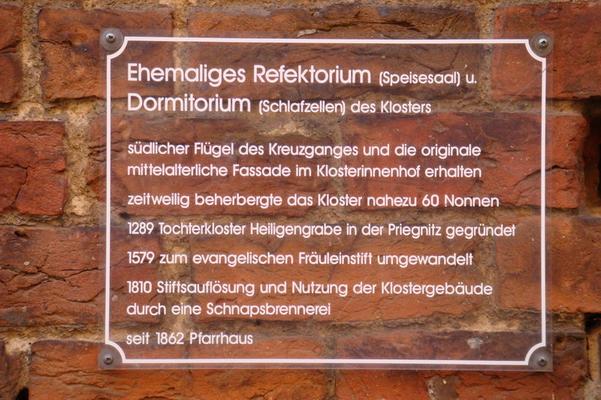 Ehemaliges Refektorium (Speisesaal) u.
Dormitorium (Schlafzellen) des Klosters
südlicher Flügel des Kreuzganges und die originale
mittelalterliche Fassade im Klosterinnenhof erhalten
zeitweilig beherbergte das Kloster nahezu 60 Nonnen
1289 Tochterkloster Heiligengrabe in der Priegnitz gegründet
1579 zum evangelischen Fräuleinstift umgewandelt
1810 Stiftsauflösung und Nutzung der Klostergebäude
durch eine Schnapsbrennerei
seit 1862 Pfarrhaus